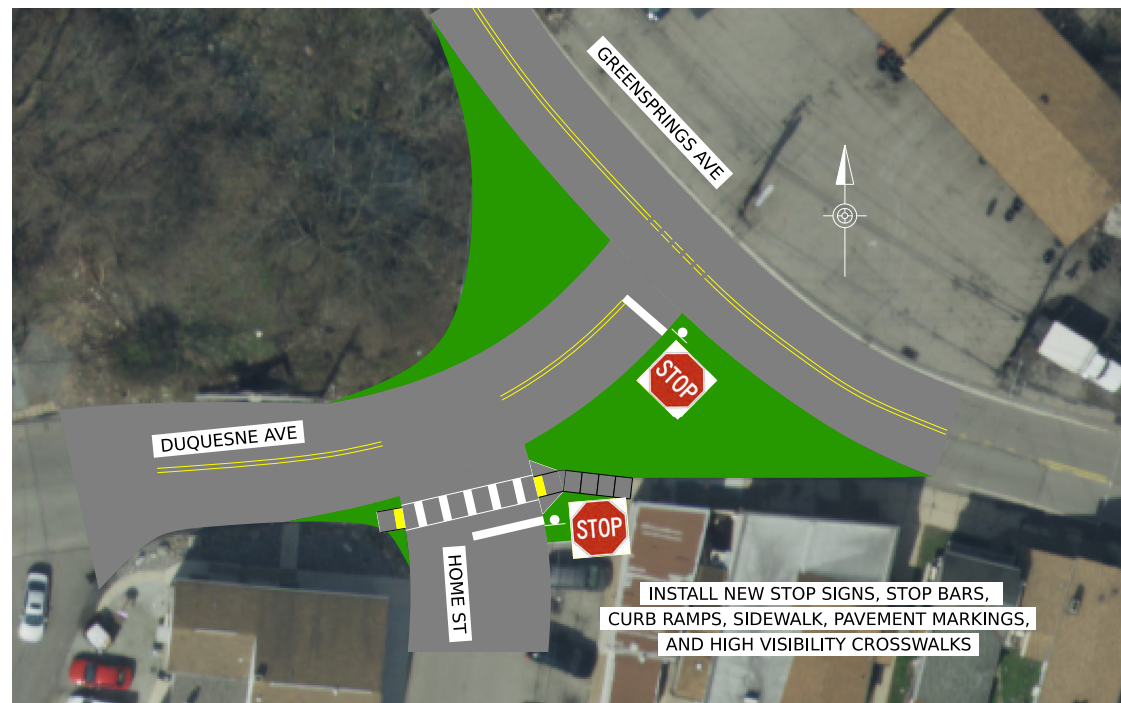 GREENSPRINGS AVE
STOP
DUQUESNE AVE
STOP
HOME ST
INSTALL NEW STOP SIGNS, STOP BARS,
CURB RAMPS, SIDEWALK, PAVEMENT MARKINGS,
AND HIGH VISIBILITY CROSSWALKS